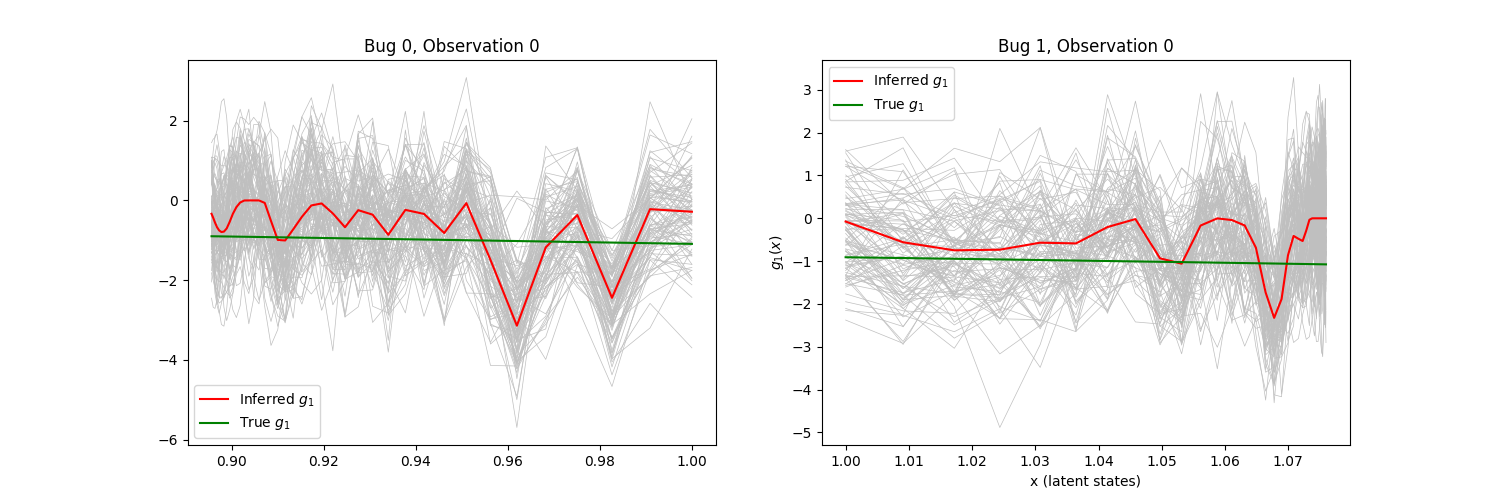 Bug 0, Observation 0
2
0
−2
−4
−6
Inferred g₁
True g₁
0.90 0.92 0.94 0.96 0.98 1.00
Bug 1, Observation 0
Inferred g₁
True g₁
3
2
1
0
−1
−2
−3
−4
−5
g₁(x)
1.00 1.01 1.02 1.03 1.04 1.05 1.06 1.07
x (latent states)